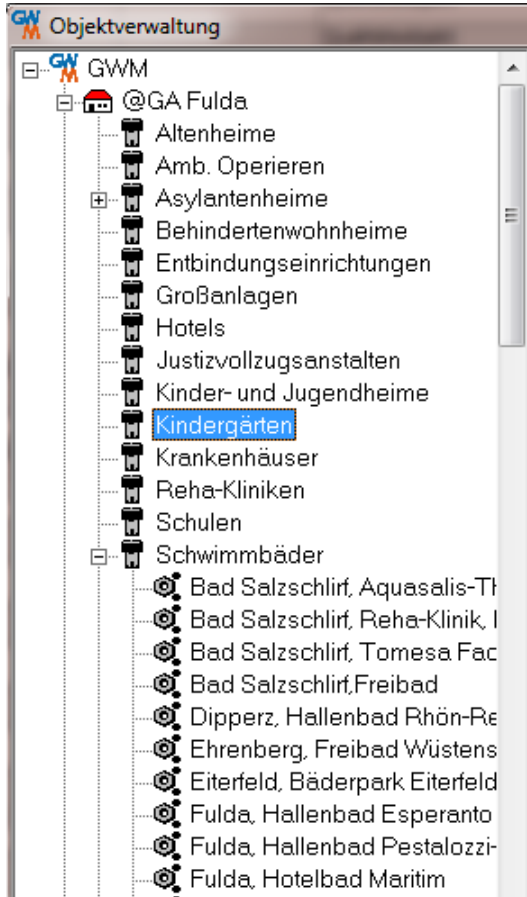 GWM Objektverwaltung
GWM GWM
@GA Fulda
Altenheime
Amb. Operieren
Asylantenheime
Behindertenwohnheime
Entbindungseinrichtungen
Großanlagen
Hotels
Justizvollzugsanstalten
Kinder- und Jugendheime
Kindergärten
Krankenhäuser
Reha-Kliniken
Schulen
Schwimmbäder
Bad Salzschlirf, Aquasalis-Th
Bad Salzschlirf, Reha-Klinik,
Bad Salzschlirf, Tomesa Fac
Bad Salzschlirf,Freibad
Dipperz, Hallenbad Rhön-Re
Ehrenberg, Freibad Wüstens
Eiterfeld, Bäderpark Eiterfeld
Fulda, Hallenbad Esperanto
Fulda, Hallenbad Pestalozzi-
Fulda, Hotelbad Maritim